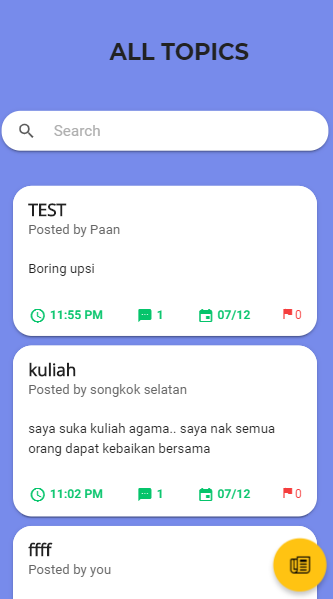 ALL TOPICS
Search
TEST
Posted by Paan
Boring upsi
11:55 PM 1 07/12 0
kuliah
Posted by songkok selatan
saya suka kuliah agama.. saya nak semua
orang dapat kebaikan bersama
11:02 PM 1 07/12 0
ffff
Posted by you